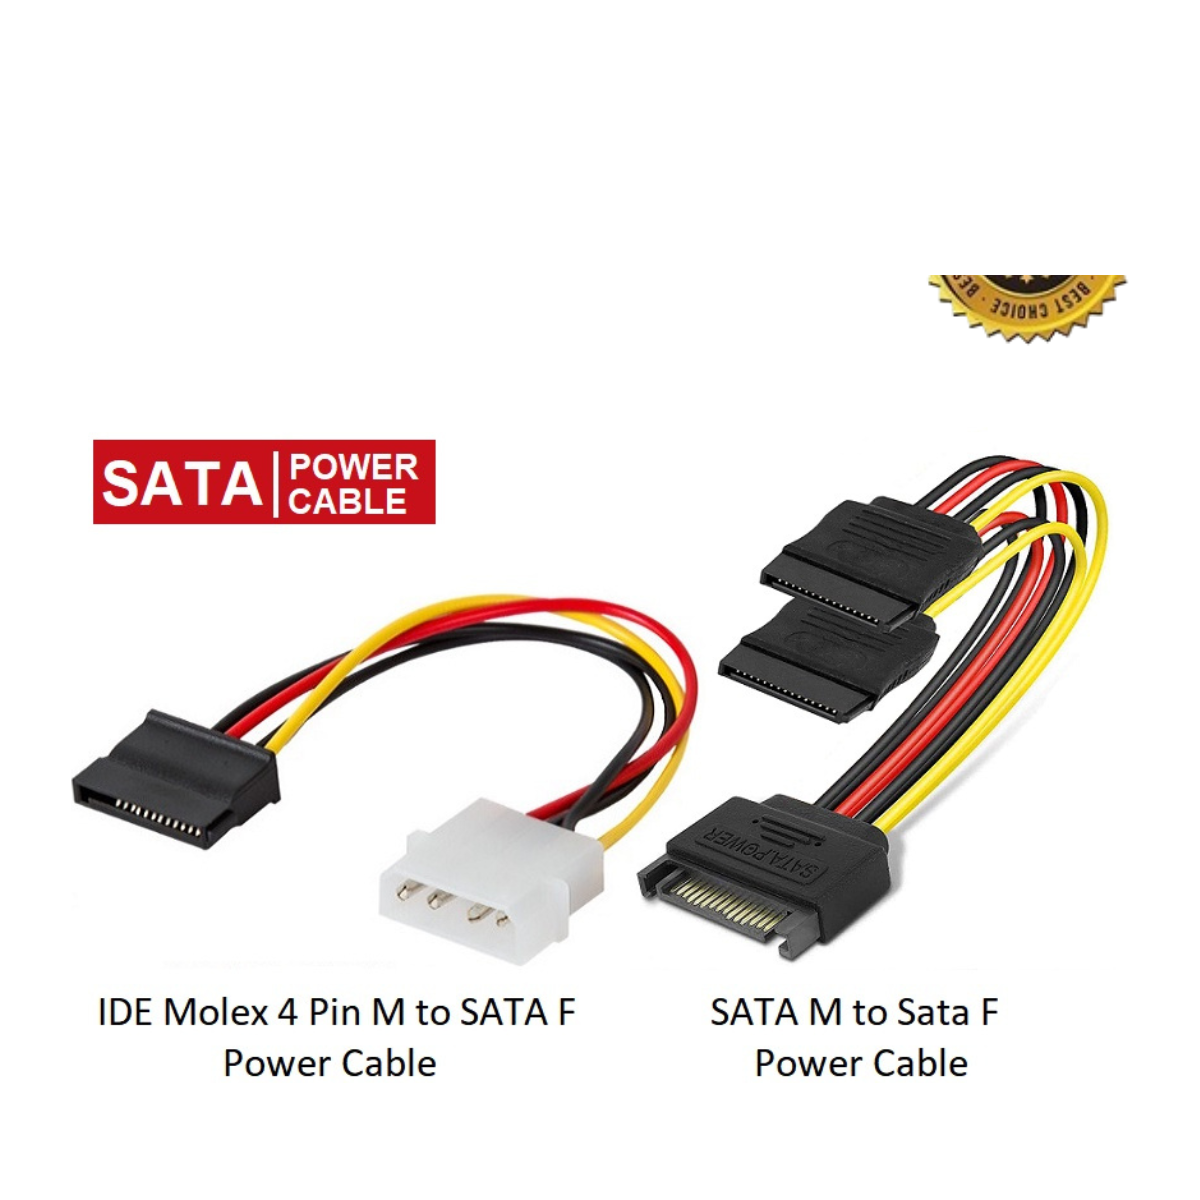 BEST CHOICE
SATA
POWER
CABLE
SATA POWER
IDE Molex 4 Pin M to SATA F
Power Cable
SATA M to Sata F
Power Cable